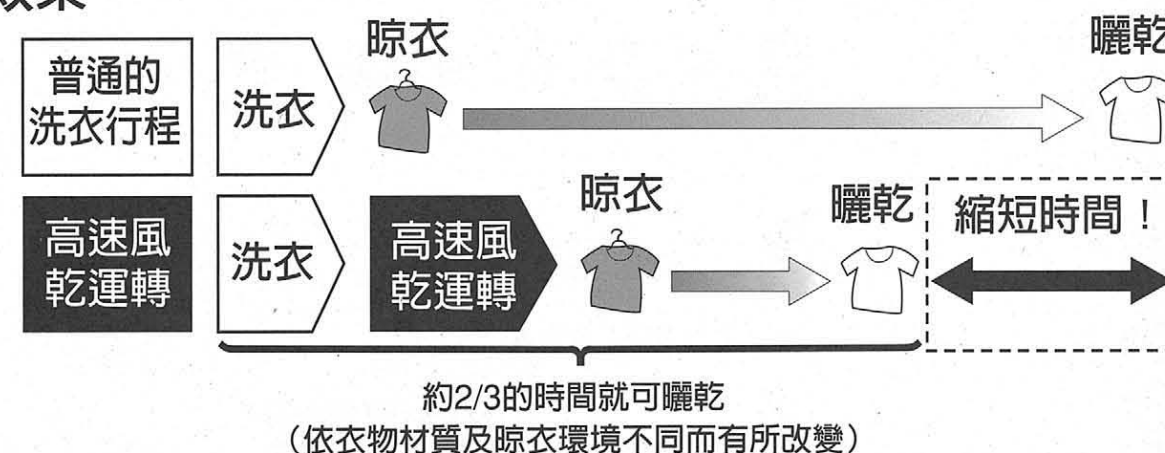 效果
普通的
洗衣行程
洗衣
晾衣
曬乾
高速風
乾運轉
洗衣
高速風
乾運轉
晾衣
曬乾
縮短時間！
約2/3的時間就可曬乾
（依衣物材質及晾衣環境不同而有所改變）